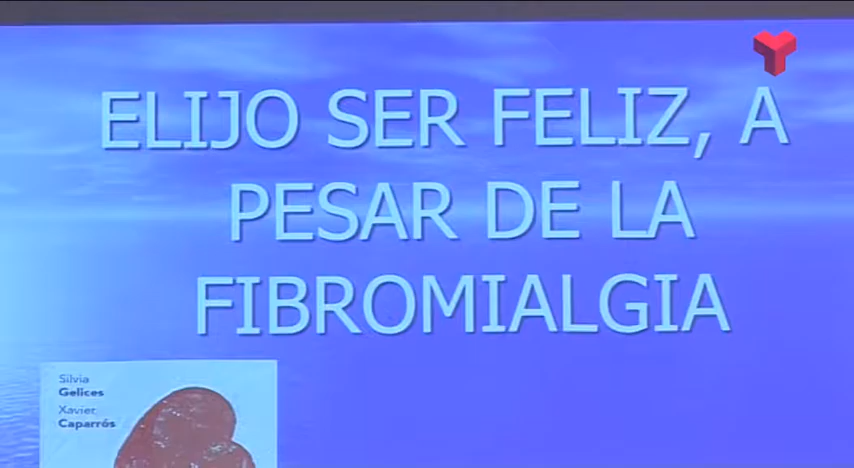 ELIJO SER FELIZ, A
PESAR DE LA
FIBROMIALGIA
Silvia
Gelices
Xavier
Caparrós